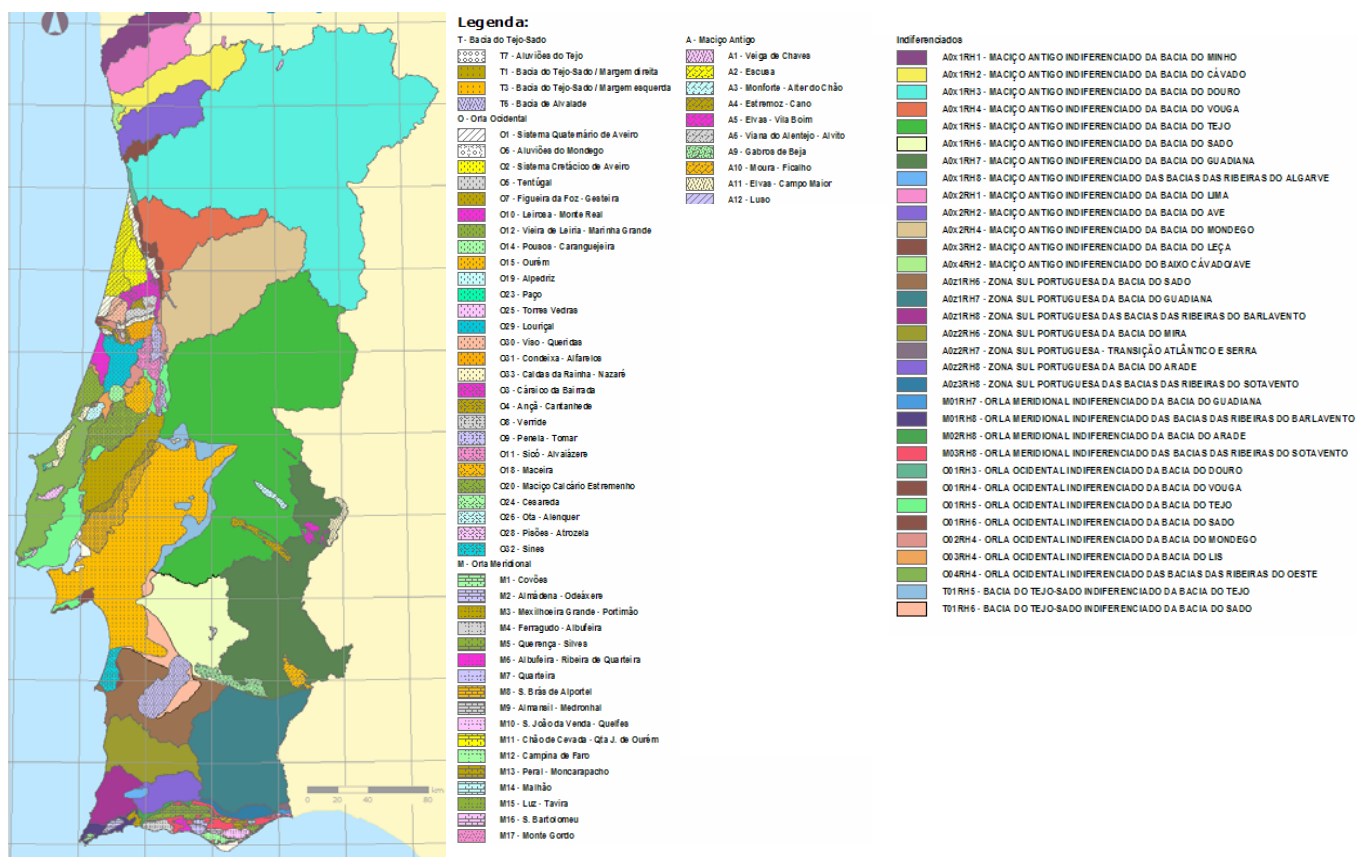 Legenda:
T - Bacia do Tejo-Sado
T7 - Aluviões do Tejo
T1 - Bacia do Tejo-Sado / Margem direita
T3 - Bacia do Tejo-Sado / Margem esquerda
T6 - Bacia de Alvalade
O - Orla Ocidental
O1 - Sistema Quaternário de Aveiro
O6 - Aluviões do Mondego
O2 - Sistema Cretácico de Aveiro
O5 - Tentúgal
O7 - Figueira da Foz - Gesteira
O10 - Leirosa - Monte Real
O12 - Vieira de Leiria - Marinha Grande
O14 - Pousos - Caranguejeira
O15 - Ourém
O19 - Alpedriz
O23 - Paço
O25 - Torres Vedras
O29 - Louriçal
O30 - Viso - Queridas
O31 - Condeixa - Alfarelos
O33 - Caldas da Rainha - Nazaré
O3 - Cársico da Bairrada
O4 - Ançã - Cantanhede
O8 - Verride
O9 - Penela - Tomar
O11 - Sicó - Alvaiázere
O18 - Maceira
O20 - Maciço Calcário Estremenho
O24 - Cesareda
O26 - Ota - Alenquer
O28 - Pisões - Atrozela
O32 - Sines
M - Orla Meridional
M1 - Covões
M2 - Almádena - Odeáxere
M3 - Mexilhoeira Grande - Portimão
M4 - Ferragudo - Albufeira
M5 - Querença - Silves
M6 - Albufeira - Ribeira de Quarteira
M7 - Quarteira
M8 - S. Brás de Alportel
M9 - Almansil - Medronhal
M10 - S. João da Venda - Quelfes
M11 - Chão de Cevada - Qta J. de Ourém
M12 - Campina de Faro
M13 - Peral - Moncarapacho
M14 - Malhão
M15 - Luz - Tavira
M16 - S. Bartolomeu
M17 - Monte Gordo
A - Maciço Antigo
A1 - Veiga de Chaves
A2 - Escusa
A3 - Monforte - Alter do Chão
A4 - Estremoz - Cano
A5 - Elvas - Vila Boim
A6 - Viana do Alentejo - Alvito
A9 - Gabros de Beja
A10 - Moura - Ficalho
A11 - Elvas - Campo Maior
A12 - Luso
Indiferenciados
A0x1RH1 - MACIÇO ANTIGO INDIFERENCIADO DA BACIA DO MINHO
A0x1RH2 - MACIÇO ANTIGO INDIFERENCIADO DA BACIA DO CÁVADO
A0x1RH3 - MACIÇO ANTIGO INDIFERENCIADO DA BACIA DO DOURO
A0x1RH4 - MACIÇO ANTIGO INDIFERENCIADO DA BACIA DO VOUGA
A0x1RH5 - MACIÇO ANTIGO INDIFERENCIADO DA BACIA DO TEJO
A0x1RH6 - MACIÇO ANTIGO INDIFERENCIADO DA BACIA DO SADO
A0x1RH7 - MACIÇO ANTIGO INDIFERENCIADO DA BACIA DO GUADIANA
A0x1RH8 - MACIÇO ANTIGO INDIFERENCIADO DAS BACIAS DAS RIBEIRAS DO ALGARVE
A0x2RH1 - MACIÇO ANTIGO INDIFERENCIADO DA BACIA DO LIMA
A0x2RH2 - MACIÇO ANTIGO INDIFERENCIADO DA BACIA DO AVE
A0x2RH4 - MACIÇO ANTIGO INDIFERENCIADO DA BACIA DO MONDEGO
A0x3RH2 - MACIÇO ANTIGO INDIFERENCIADO DA BACIA DO LEÇA
A0x4RH2 - MACIÇO ANTIGO INDIFERENCIADO DO BAIXO CÁVADO/AVE
A0z1RH6 - ZONA SUL PORTUGUESA DA BACIA DO SADO
A0z1RH7 - ZONA SUL PORTUGUESA DA BACIA DO GUADIANA
A0z1RH8 - ZONA SUL PORTUGUESA DAS BACIAS DAS RIBEIRAS DO BARLAVENTO
A0z2RH6 - ZONA SUL PORTUGUESA DA BACIA DO MIRA
A0z2RH7 - ZONA SUL PORTUGUESA - TRANSIÇÃO ATLÂNTICO E SERRA
A0z2RH8 - ZONA SUL PORTUGUESA DA BACIA DO ARADE
A0z3RH8 - ZONA SUL PORTUGUESA DAS BACIAS DAS RIBEIRAS DO SOTAVENTO
M01RH7 - ORLA MERIDIONAL INDIFERENCIADO DA BACIA DO GUADIANA
M01RH8 - ORLA MERIDIONAL INDIFERENCIADO DAS BACIAS DAS RIBEIRAS DO BARLAVENTO
M02RH8 - ORLA MERIDIONAL INDIFERENCIADO DA BACIA DO ARADE
M03RH8 - ORLA MERIDIONAL INDIFERENCIADO DAS BACIAS DAS RIBEIRAS DO SOTAVENTO
O01RH3 - ORLA OCIDENTAL INDIFERENCIADO DA BACIA DO DOURO
O01RH4 - ORLA OCIDENTAL INDIFERENCIADO DA BACIA DO VOUGA
O01RH5 - ORLA OCIDENTAL INDIFERENCIADO DA BACIA DO TEJO
O01RH6 - ORLA OCIDENTAL INDIFERENCIADO DA BACIA DO SADO
O02RH4 - ORLA OCIDENTAL INDIFERENCIADO DA BACIA DO MONDEGO
O03RH4 - ORLA OCIDENTAL INDIFERENCIADO DA BACIA DO LIS
O04RH4 - ORLA OCIDENTAL INDIFERENCIADO DAS BACIAS DAS RIBEIRAS DO OESTE
T01RH5 - BACIA DO TEJO-SADO INDIFERENCIADO DA BACIA DO TEJO
T01RH6 - BACIA DO TEJO-SADO INDIFERENCIADO DA BACIA DO SADO
km
0 20 40 80